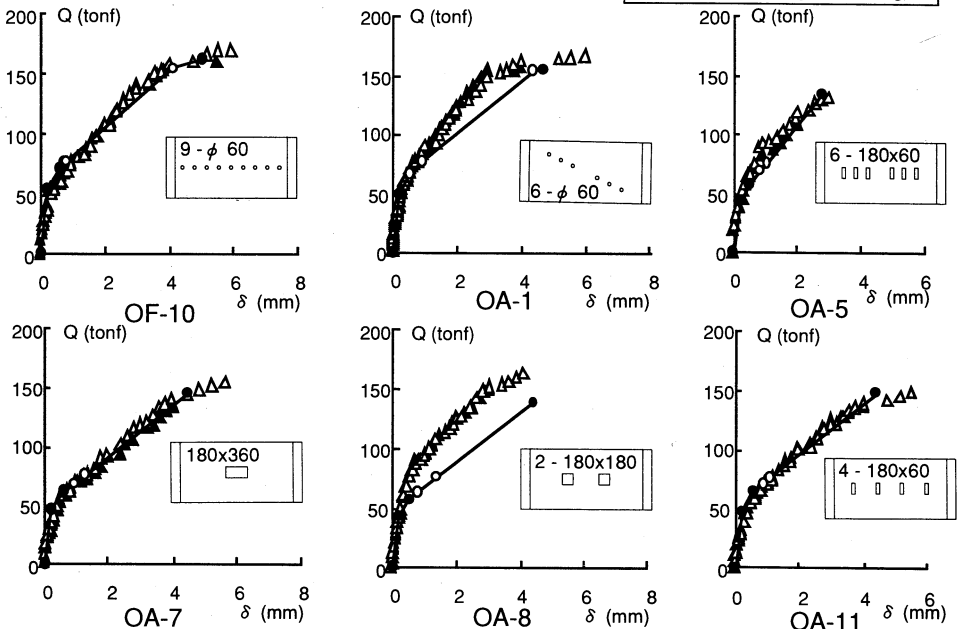 200 Q (tonf)
150
100
50
0
0 2 4 6 8
δ (mm)
9 - φ 60
OF-10
200 Q (tonf)
150
100
50
0
0 2 4 6 8
δ (mm)
6 - φ 60
OA-1
200 Q (tonf)
150
100
50
0
0 2 4 6
δ (mm)
6 - 180x60
OA-5
200 Q (tonf)
150
100
50
0
0 2 4 6 8
δ (mm)
180x360
OA-7
200 Q (tonf)
150
100
50
0
0 2 4 6 8
δ (mm)
2 - 180x180
OA-8
200 Q (tonf)
150
100
50
0
0 2 4 6
δ (mm)
4 - 180x60
OA-11